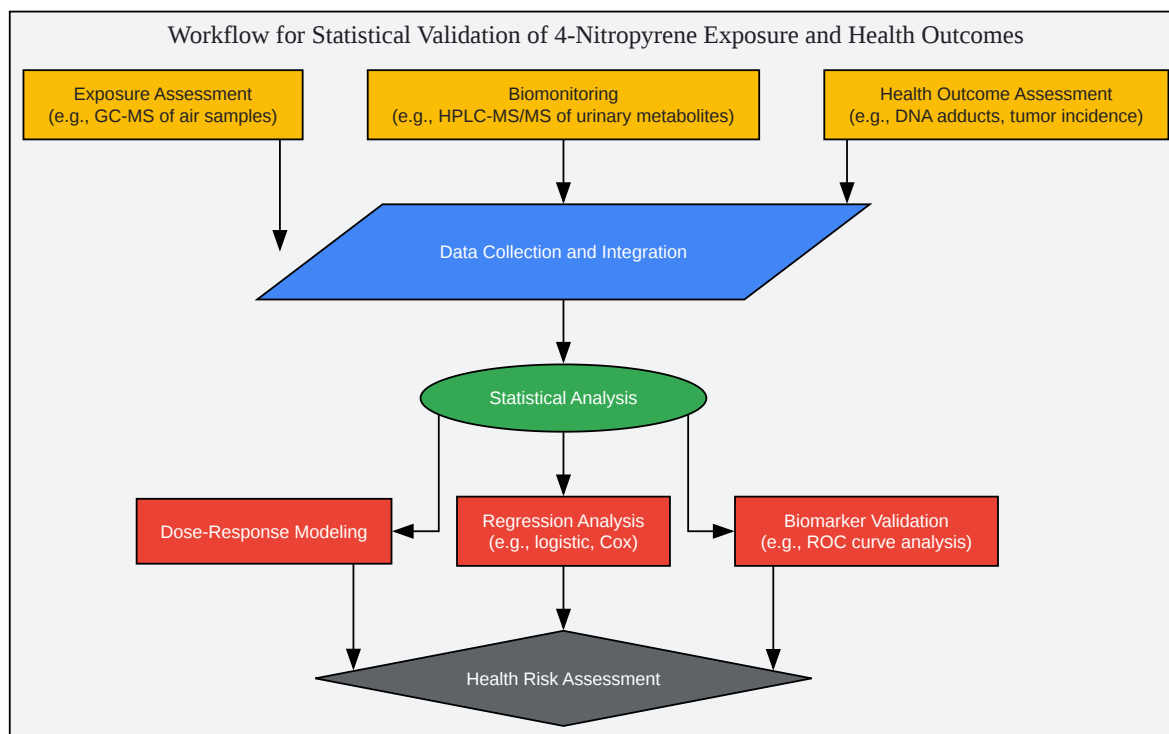 Workflow for Statistical Validation of 4-Nitropyrene Exposure and Health Outcomes
Exposure Assessment
(e.g., GC-MS of air samples)
Biomonitoring
(e.g., HPLC-MS/MS of urinary metabolites)
Health Outcome Assessment
(e.g., DNA adducts, tumor incidence)
Data Collection and Integration
Statistical Analysis
Dose-Response Modeling
Regression Analysis
(e.g., logistic, Cox)
Biomarker Validation
(e.g., ROC curve analysis)
Health Risk Assessment